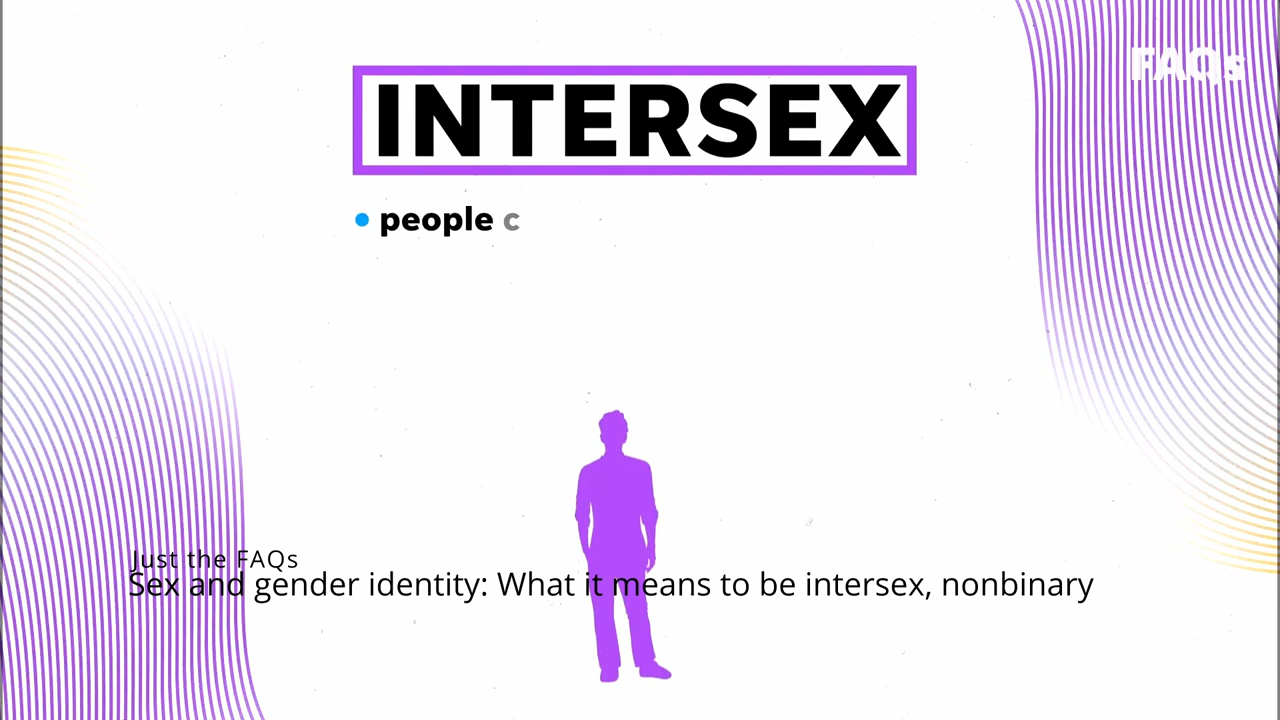 FAQs
INTERSEX
• people c
Just the FAQs
Sex and gender identity: What it means to be intersex, nonbinary